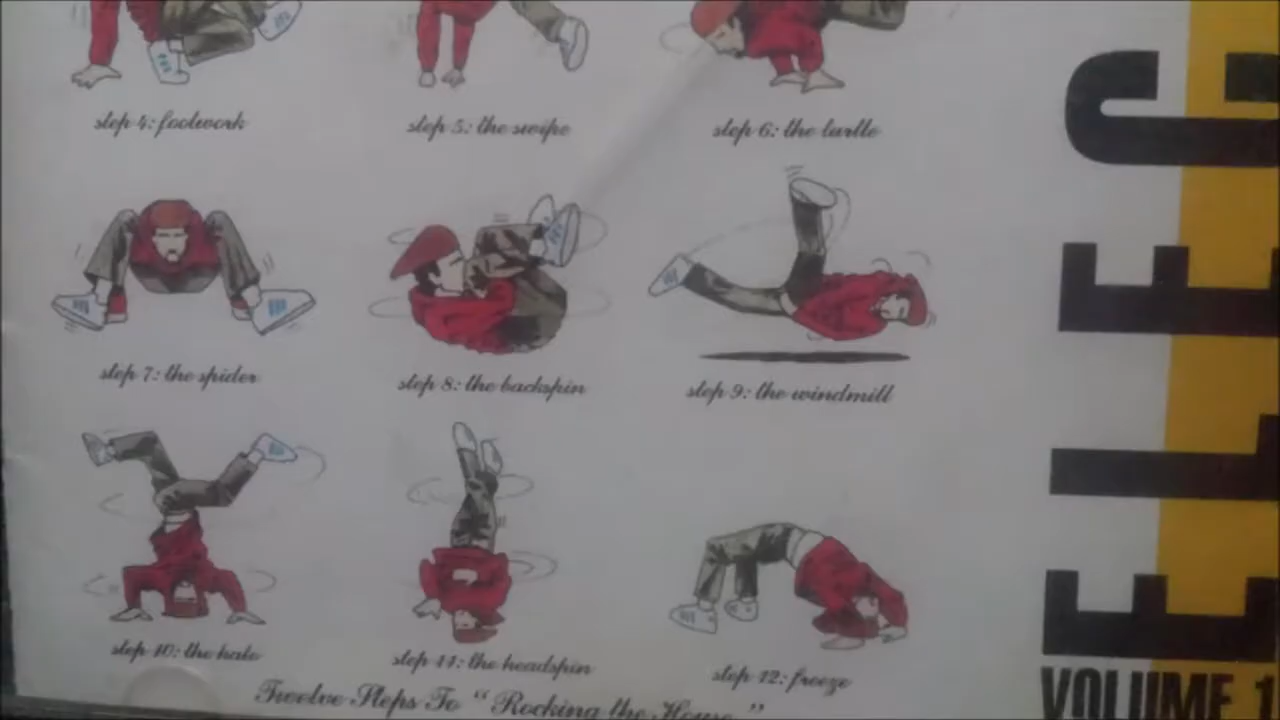 step 4: footwork
step 5: the swipe
step 6: the turtle
step 7: the spider
step 8: the backspin
step 9: the windmill
step 10: the halo
step 11: the headspin
step 12: freeze
Twelve Steps To "Rocking the House"
ELEC
VOLUME 1